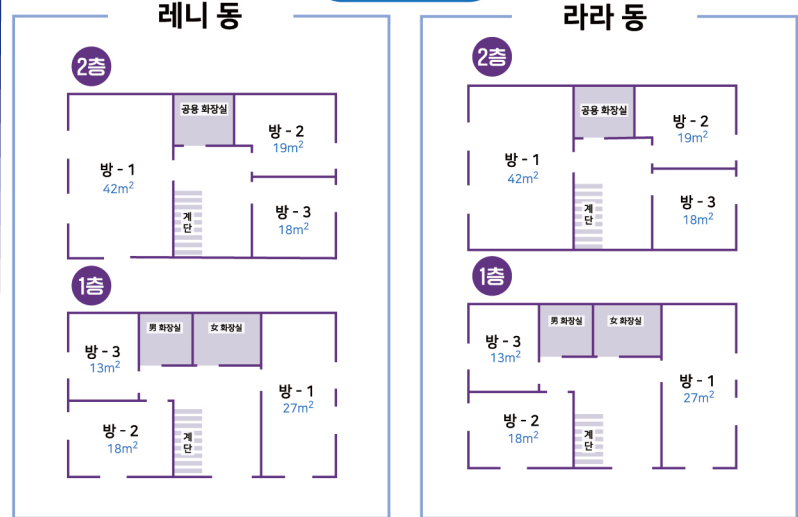 레니 동
2층
공용 화장실
방 - 1
42m²
방 - 2
19m²
방 - 3
18m²
계
단
1층
男 화장실
女 화장실
방 - 3
13m²
방 - 1
27m²
방 - 2
18m²
계
단
라라 동
2층
공용 화장실
방 - 1
42m²
방 - 2
19m²
방 - 3
18m²
계
단
1층
男 화장실
女 화장실
방 - 3
13m²
방 - 1
27m²
방 - 2
18m²
계
단